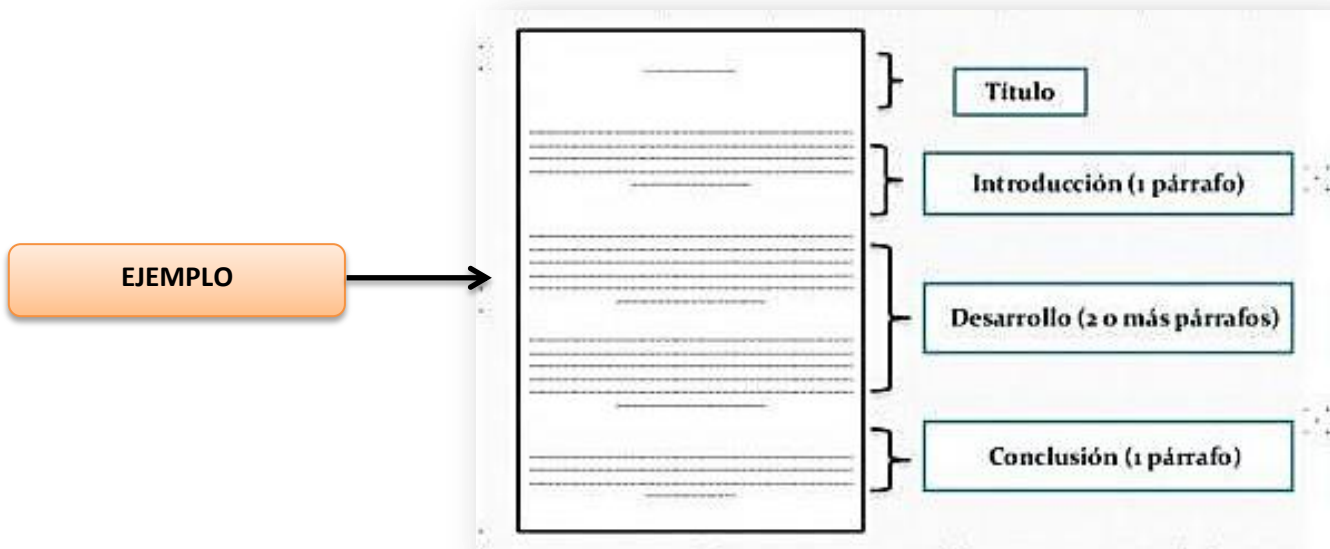 Título
Introducción (1 párrafo)
EJEMPLO
Desarrollo (2 o más párrafos)
Conclusión (1 párrafo)